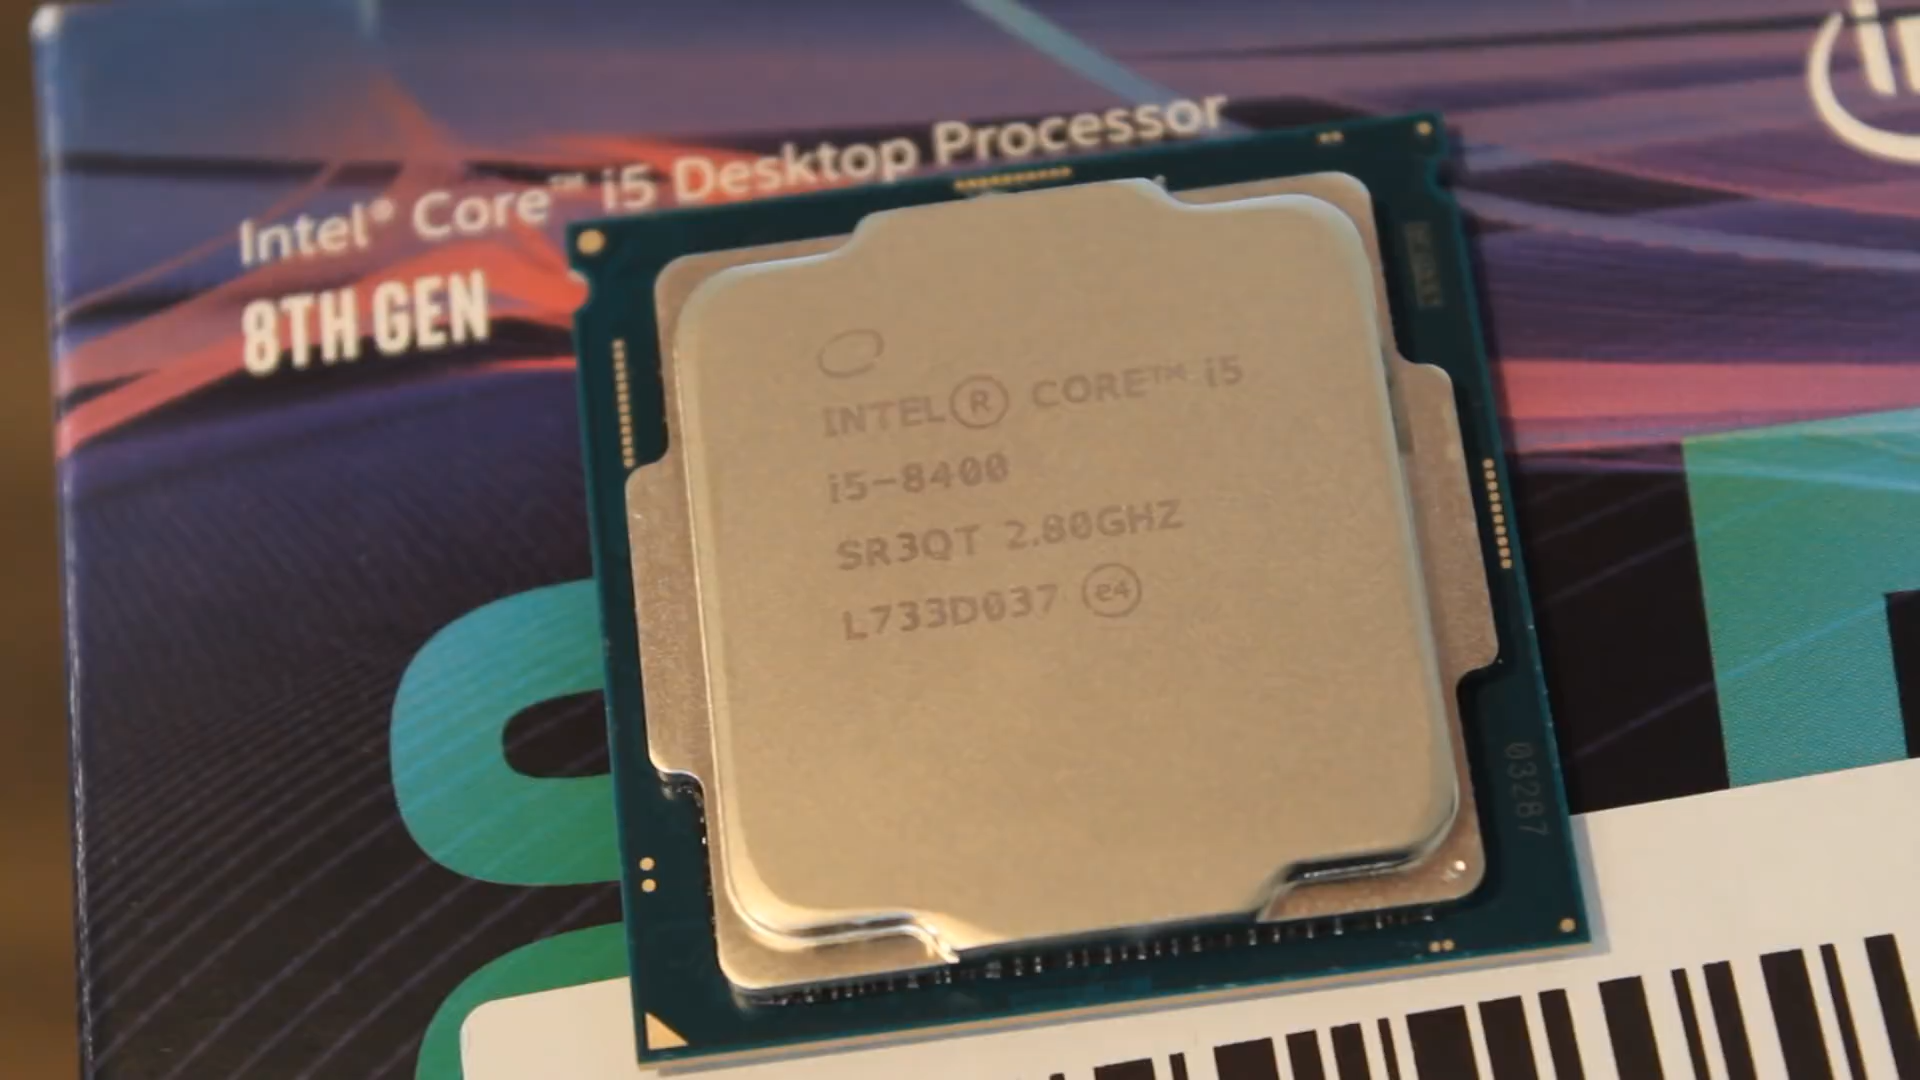 Intel® Core™ i5 Desktop Processor
8TH GEN
INTEL® CORE™ i5
i5-8400
SR3QT 2.80GHZ
L733D037 e4
03287